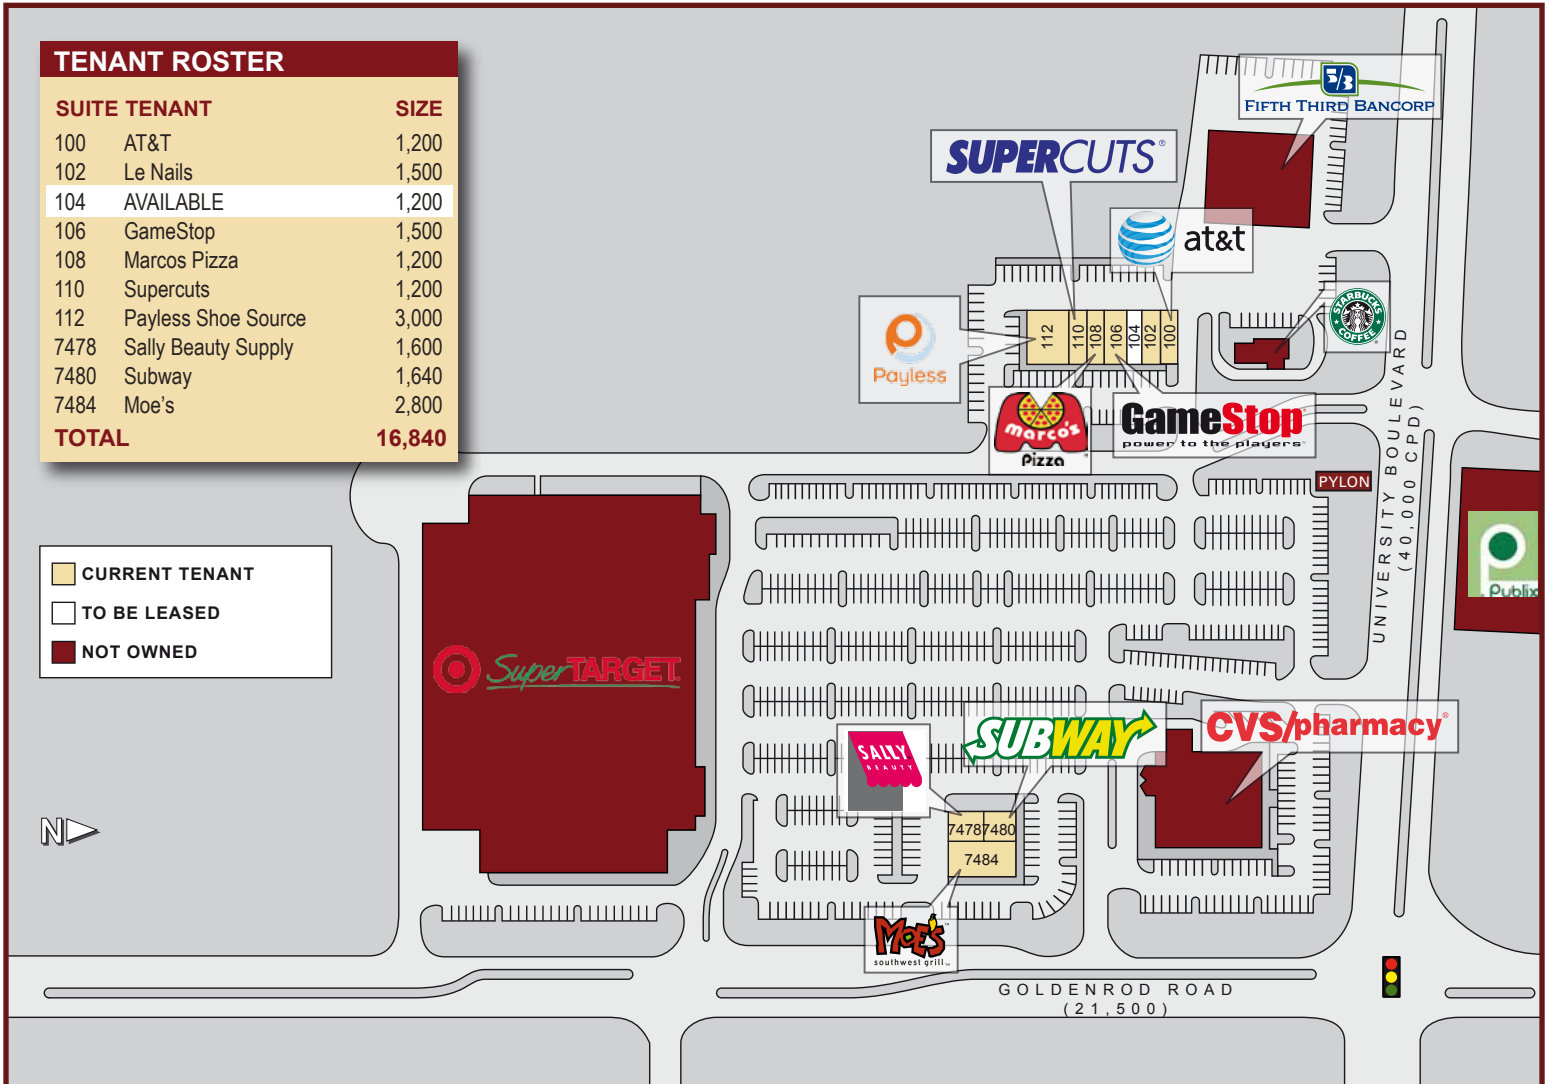 TENANT ROSTER
SUITE TENANT SIZE
100 AT&T 1,200
102 Le Nails 1,500
104 AVAILABLE 1,200
106 GameStop 1,500
108 Marcos Pizza 1,200
110 Supercuts 1,200
112 Payless Shoe Source 3,000
7478 Sally Beauty Supply 1,600
7480 Subway 1,640
7484 Moe's 2,800
TOTAL 16,840
CURRENT TENANT
TO BE LEASED
NOT OWNED
N
5/3
FIFTH THIRD BANCORP
SUPERCUTS®
at&t
STARBUCKS
COFFEE
Payless
112
110
108
106
104
102
100
marco's
Pizza
GameStop
power to the players
PYLON
UNIVERSITY BOULEVARD
(40,000 CPD)
Publix
SuperTARGET
SALLY
BEAUTY
SUBWAY
CVS/pharmacy®
7478
7480
7484
MOE'S
southwest grill
GOLDENROD ROAD
(21,500)